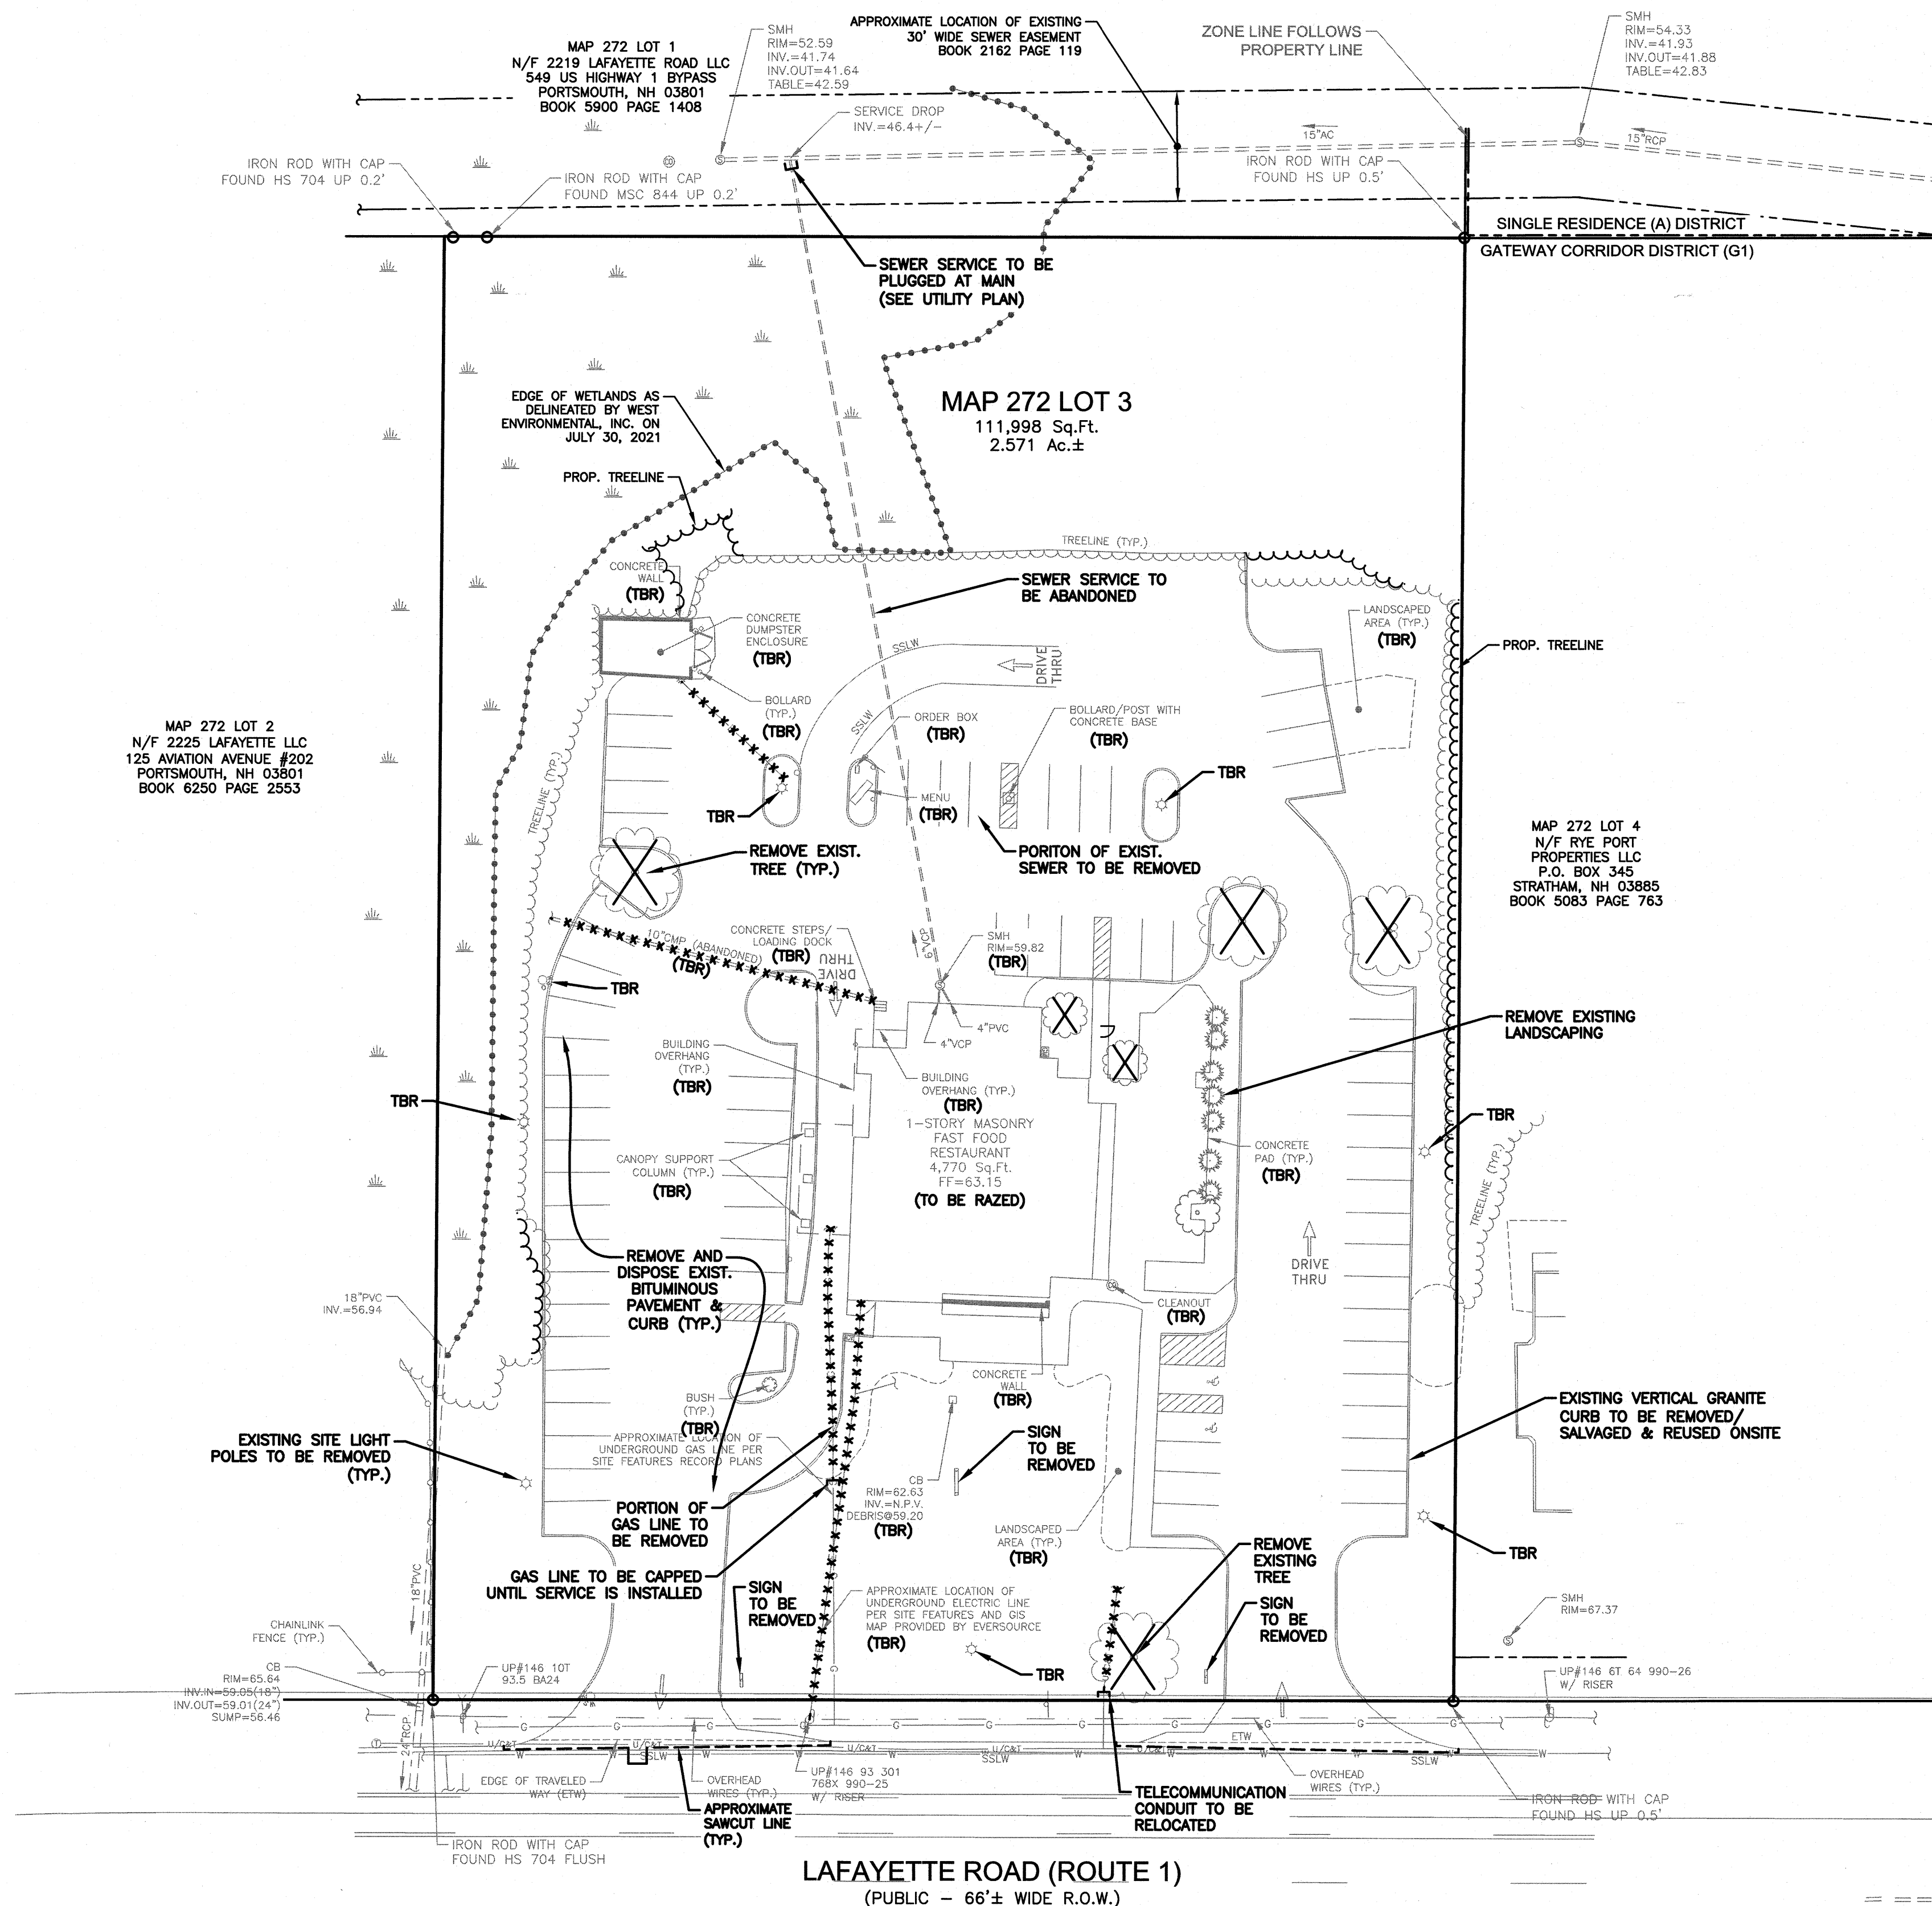 MAP 272 LOT 1
N/F 2219 LAFAYETTE ROAD LLC
549 US HIGHWAY 1 BYPASS
PORTSMOUTH, NH 03801
BOOK 5900 PAGE 1408
SMH
RIM=52.59
INV.=41.74
INV.OUT=41.64
TABLE=42.59
APPROXIMATE LOCATION OF EXISTING
30' WIDE SEWER EASEMENT
BOOK 2162 PAGE 119
ZONE LINE FOLLOWS
PROPERTY LINE
SMH
RIM=54.33
INV.=41.93
INV.OUT=41.88
TABLE=42.83
SERVICE DROP
INV.=46.4+/-
15"AC
15"RCP
IRON ROD WITH CAP
FOUND HS 704 UP 0.2'
IRON ROD WITH CAP
FOUND MSC 844 UP 0.2'
IRON ROD WITH CAP
FOUND HS UP 0.5'
SINGLE RESIDENCE (A) DISTRICT
GATEWAY CORRIDOR DISTRICT (G1)
SEWER SERVICE TO BE
PLUGGED AT MAIN
(SEE UTILITY PLAN)
EDGE OF WETLANDS AS
DELINEATED BY WEST
ENVIRONMENTAL, INC. ON
JULY 30, 2021
MAP 272 LOT 3
111,998 Sq.Ft.
2.571 Ac.±
PROP. TREELINE
TREELINE (TYP.)
CONCRETE
WALL
(TBR)
SEWER SERVICE TO
BE ABANDONED
CONCRETE
DUMPSTER
ENCLOSURE
(TBR)
LANDSCAPED
AREA (TYP.)
(TBR)
PROP. TREELINE
SSLW
DRIVE
THRU
BOLLARD
(TYP.)
(TBR)
SSLW
ORDER BOX
(TBR)
BOLLARD/POST WITH
CONCRETE BASE
(TBR)
MAP 272 LOT 2
N/F 2225 LAFAYETTE LLC
125 AVIATION AVENUE #202
PORTSMOUTH, NH 03801
BOOK 6250 PAGE 2553
TREELINE (TYP.)
TBR
MENU
(TBR)
TBR
MAP 272 LOT 4
N/F RYE PORT
PROPERTIES LLC
P.O. BOX 345
STRATHAM, NH 03885
BOOK 5083 PAGE 763
REMOVE EXIST.
TREE (TYP.)
PORITON OF EXIST.
SEWER TO BE REMOVED
10"CMP (ABANDONED)
(TBR)
CONCRETE STEPS/
LOADING DOCK
(TBR)
DRIVE
THRU
6"VCP
SMH
RIM=59.82
(TBR)
TBR
4"PVC
4"VCP
REMOVE EXISTING
LANDSCAPING
BUILDING
OVERHANG
(TYP.)
(TBR)
BUILDING
OVERHANG (TYP.)
(TBR)
1-STORY MASONRY
FAST FOOD
RESTAURANT
4,770 Sq.Ft.
FF=63.15
(TO BE RAZED)
TBR
TBR
CANOPY SUPPORT
COLUMN (TYP.)
(TBR)
CONCRETE
PAD (TYP.)
(TBR)
TREELINE (TYP.)
REMOVE AND
DISPOSE EXIST.
BITUMINOUS
PAVEMENT &
CURB (TYP.)
DRIVE
THRU
18"PVC
INV.=56.94
CLEANOUT
(TBR)
CONCRETE
WALL
(TBR)
BUSH
(TYP.)
(TBR)
EXISTING VERTICAL GRANITE
CURB TO BE REMOVED/
SALVAGED & REUSED ONSITE
EXISTING SITE LIGHT
POLES TO BE REMOVED
(TYP.)
APPROXIMATE LOCATION OF
UNDERGROUND GAS LINE PER
SITE FEATURES RECORD PLANS
SIGN
TO BE
REMOVED
CB
RIM=62.63
INV.=N.P.V.
DEBRIS@59.20
(TBR)
PORTION OF
GAS LINE TO
BE REMOVED
LANDSCAPED
AREA (TYP.)
(TBR)
REMOVE
EXISTING
TREE
TBR
GAS LINE TO BE CAPPED
UNTIL SERVICE IS INSTALLED
SIGN
TO BE
REMOVED
APPROXIMATE LOCATION OF
UNDERGROUND ELECTRIC LINE
PER SITE FEATURES AND GIS
MAP PROVIDED BY EVERSOURCE
(TBR)
SIGN
TO BE
REMOVED
SMH
RIM=67.37
18"PVC
CHAINLINK
FENCE (TYP.)
TBR
CB
RIM=65.64
INV.IN=59.05(18")
INV.OUT=59.01(24")
SUMP=56.46
UP#146 10T
93.5 BA24
UP#146 6T 64 990-26
W/ RISER
G G G G G G G G G G G
24"RCP
U/C&T U/C&T U/C&T U/C&T U/C&T
ETW
W W W W W W W W W W W W W
SSLW SSLW SSLW
EDGE OF TRAVELED
WAY (ETW)
OVERHEAD
WIRES (TYP.)
UP#146 93 301
768X 990-25
W/ RISER
OVERHEAD
WIRES (TYP.)
APPROXIMATE
SAWCUT LINE
(TYP.)
TELECOMMUNICATION
CONDUIT TO BE
RELOCATED
IRON ROD WITH CAP
FOUND HS UP 0.5'
IRON ROD WITH CAP
FOUND HS 704 FLUSH
LAFAYETTE ROAD (ROUTE 1)
(PUBLIC - 66'± WIDE R.O.W.)